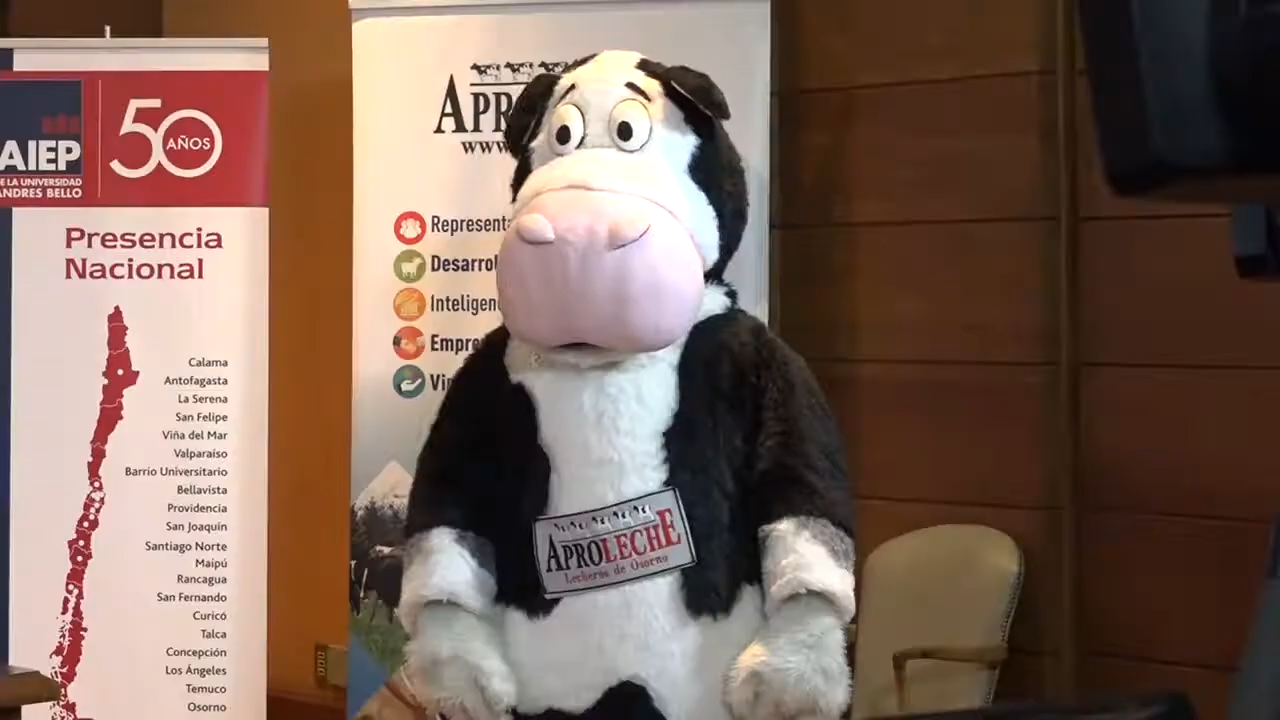 AIEP
DE LA UNIVERSIDAD
ANDRES BELLO
50 AÑOS
Presencia
Nacional
Calama
Antofagasta
La Serena
San Felipe
Viña del Mar
Valparaíso
Barrio Universitario
Bellavista
Providencia
San Joaquín
Santiago Norte
Maipú
Rancagua
San Fernando
Curicó
Talca
Concepción
Los Ángeles
Temuco
Osorno
APROLECHE
Lecheros de Osorno